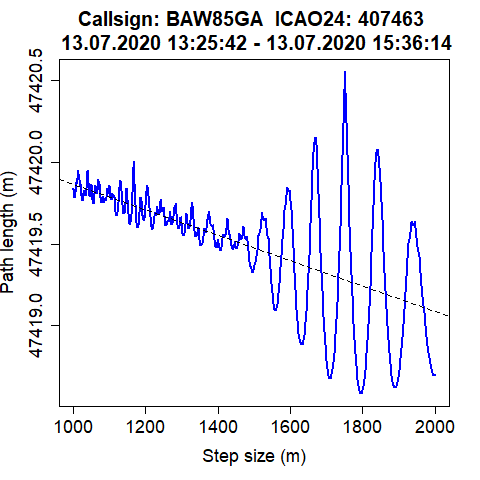 Callsign: BAW85GA  ICAO24: 407463
13.07.2020 13:25:42 - 13.07.2020 15:36:14
Path length (m)
47420.5
47420.0
47419.5
47419.0
1000 1200 1400 1600 1800 2000
Step size (m)